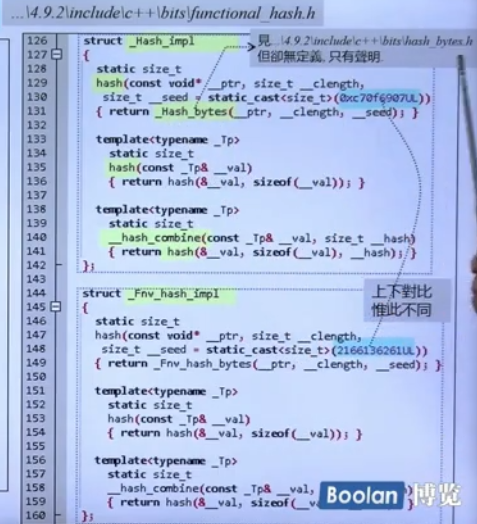 ...\4.9.2\include\c++\bits\functional_hash.h
見...\4.9.2\include\c++\bits\hash_bytes.h
但卻無定義, 只有聲明.
126 struct _Hash_impl
127 {
128 static size_t
129 hash(const void* __ptr, size_t __clength,
130 size_t __seed = static_cast<size_t>(0xc70f6907UL))
131 { return _Hash_bytes(__ptr, __clength, __seed); }
132
133 template<typename _Tp>
134 static size_t
135 hash(const _Tp& __val)
136 { return hash(&__val, sizeof(__val)); }
137
138 template<typename _Tp>
139 static size_t
140 __hash_combine(const _Tp& __val, size_t __hash)
141 { return hash(&__val, sizeof(__val), __hash); }
142 };
143
144 struct _Fnv_hash_impl
145 {
上下對比
惟此不同
146 static size_t
147 hash(const void* __ptr, size_t __clength,
148 size_t __seed = static_cast<size_t>(2166136261UL))
149 { return _Fnv_hash_bytes(__ptr, __clength, __seed); }
150
151 template<typename _Tp>
152 static size_t
153 hash(const _Tp& __val)
154 { return hash(&__val, sizeof(__val)); }
155
156 template<typename _Tp>
157 static size_t
158 __hash_combine(const _Tp& __val,
159 { return hash(&__val, sizeof(
160 };
Boolan 博览